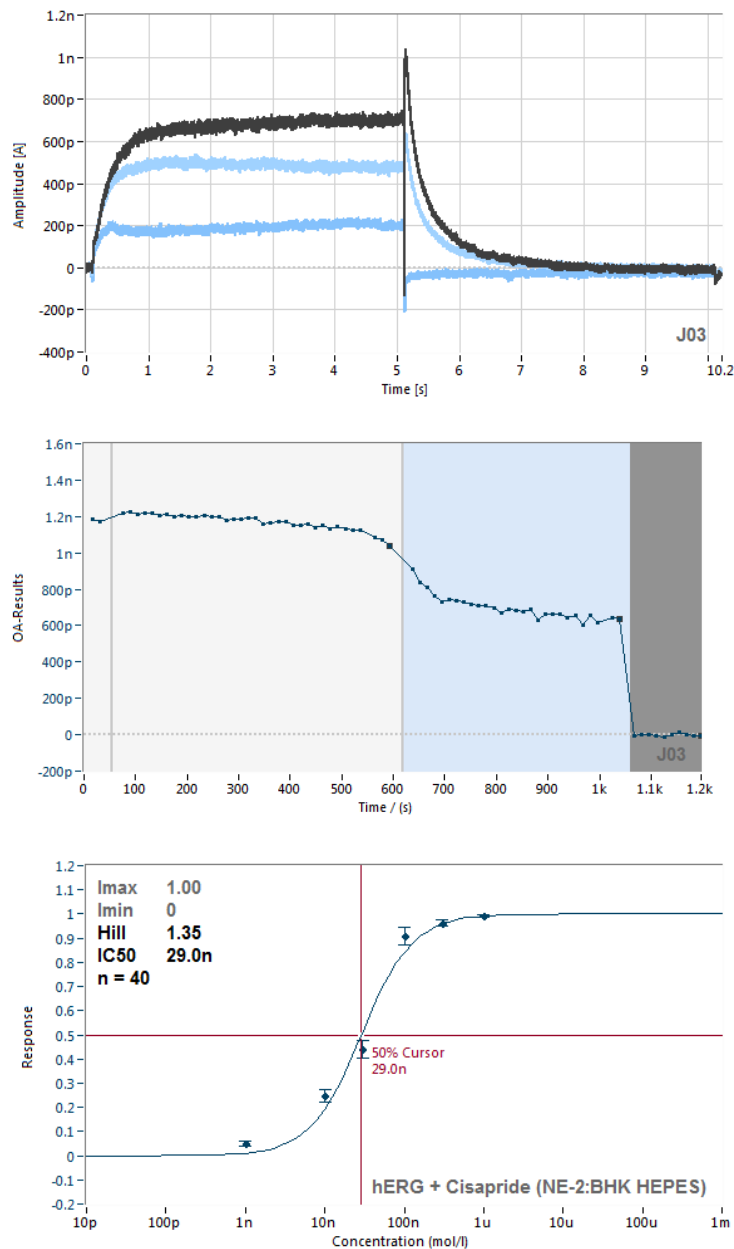 1.2n
1n
800p
600p
400p
200p
0
-200p
-400p
Amplitude [A]
J03
0 1 2 3 4 5 6 7 8 9 10.2
Time [s]
1.6n
1.4n
1.2n
1n
800p
600p
400p
200p
0
-200p
OA-Results
J03
0 100 200 300 400 500 600 700 800 900 1k 1.1k 1.2k
Time / (s)
1.2
1.1
1
0.9
0.8
0.7
0.6
0.5
0.4
0.3
0.2
0.1
0
-0.1
-0.2
Response
Imax 1.00
Imin 0
Hill 1.35
IC50 29.0n
n = 40
50% Cursor
29.0n
hERG + Cisapride (NE-2:BHK HEPES)
10p 100p 1n 10n 100n 1u 10u 100u 1m
Concentration (mol/l)